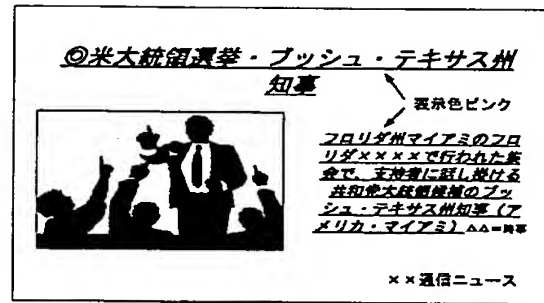 ◎米大統領選挙・ブッシュ・テキサス州
知事
表示色ピンク
フロリダ州マイアミのフロ
リダ××××で行われた集
会で、支持者に話し掛ける
共和党大統領候補のブッ
シュ・テキサス州知事（ア
メリカ・マイアミ）△△＝時事
××通信ニュース